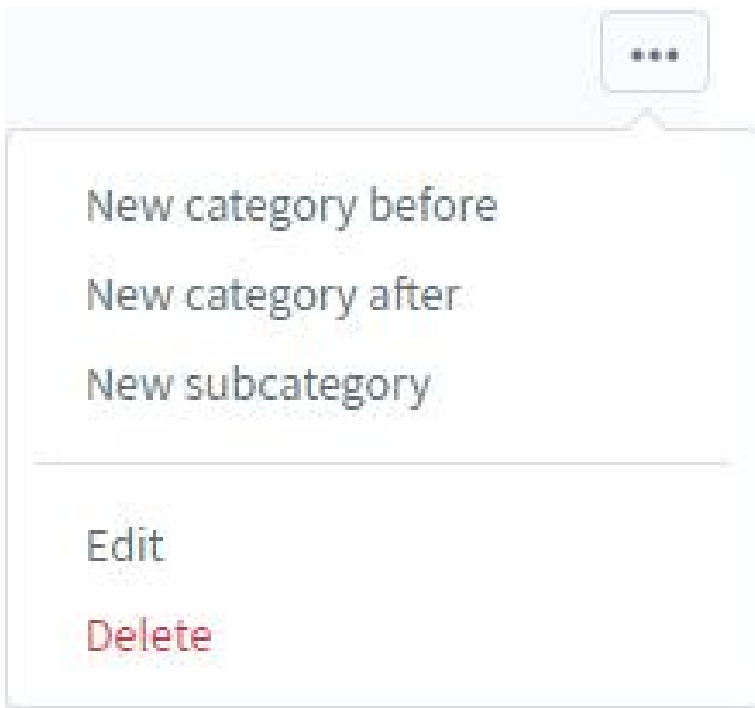 New category before
New category after
New subcategory
Edit
Delete